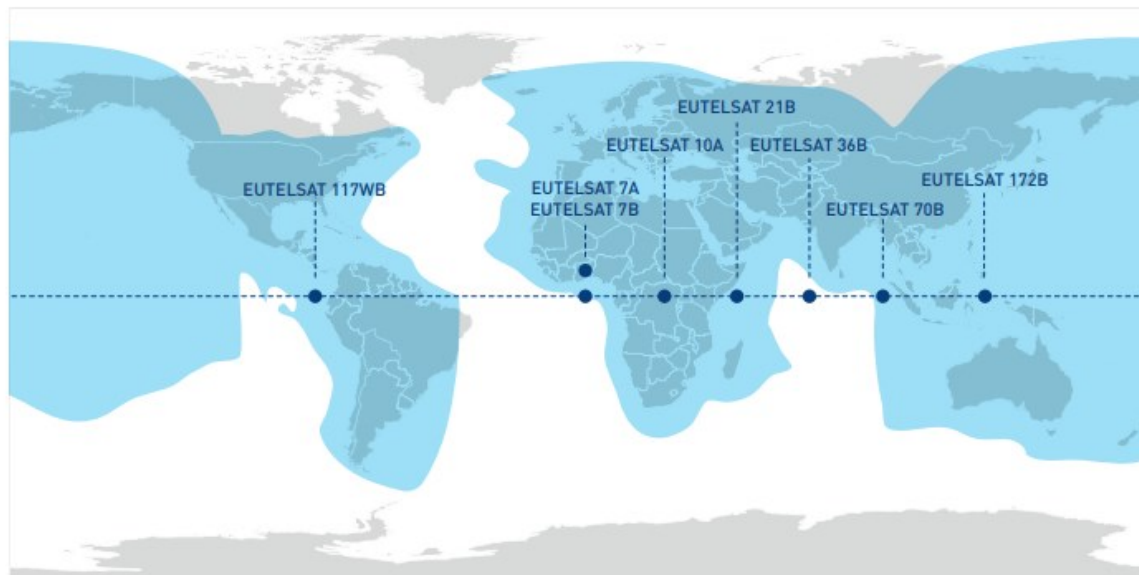 EUTELSAT 21B
EUTELSAT 10A
EUTELSAT 36B
EUTELSAT 117WB
EUTELSAT 7A
EUTELSAT 7B
EUTELSAT 172B
EUTELSAT 70B